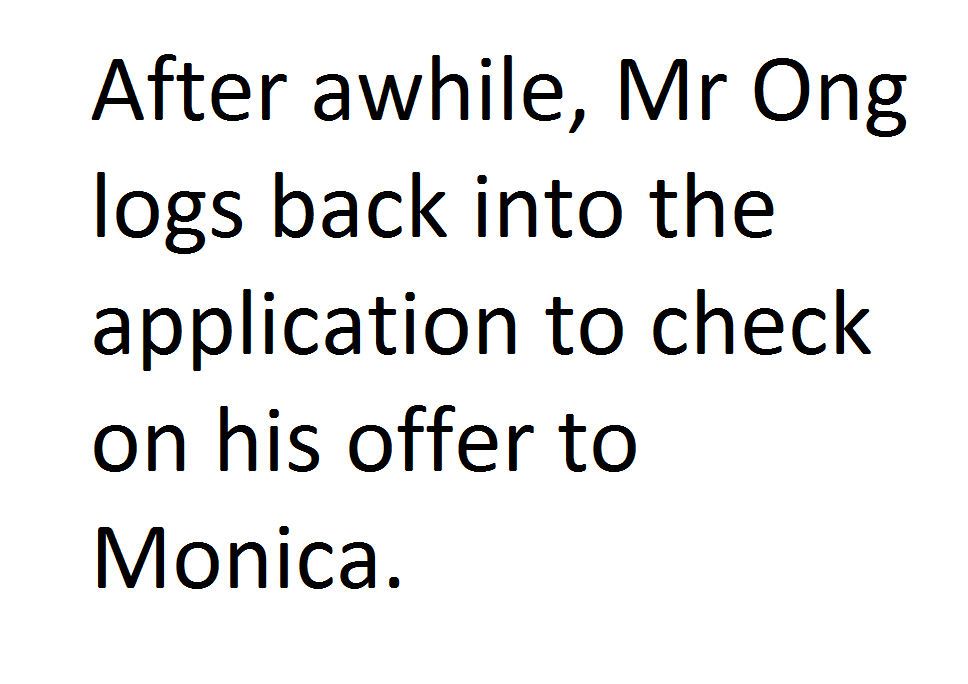 After awhile, Mr Ong
logs back into the
application to check
on his offer to
Monica.